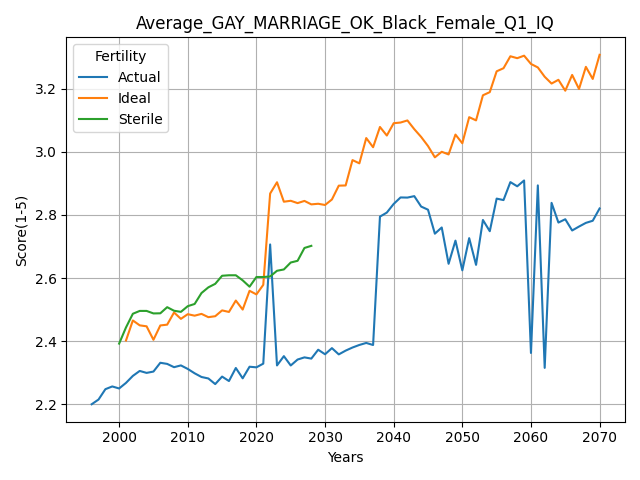 Average_GAY_MARRIAGE_OK_Black_Female_Q1_IQ
Fertility
Actual
Ideal
Sterile
Score(1-5)
3.2
3.0
2.8
2.6
2.4
2.2
2000 2010 2020 2030 2040 2050 2060 2070
Years